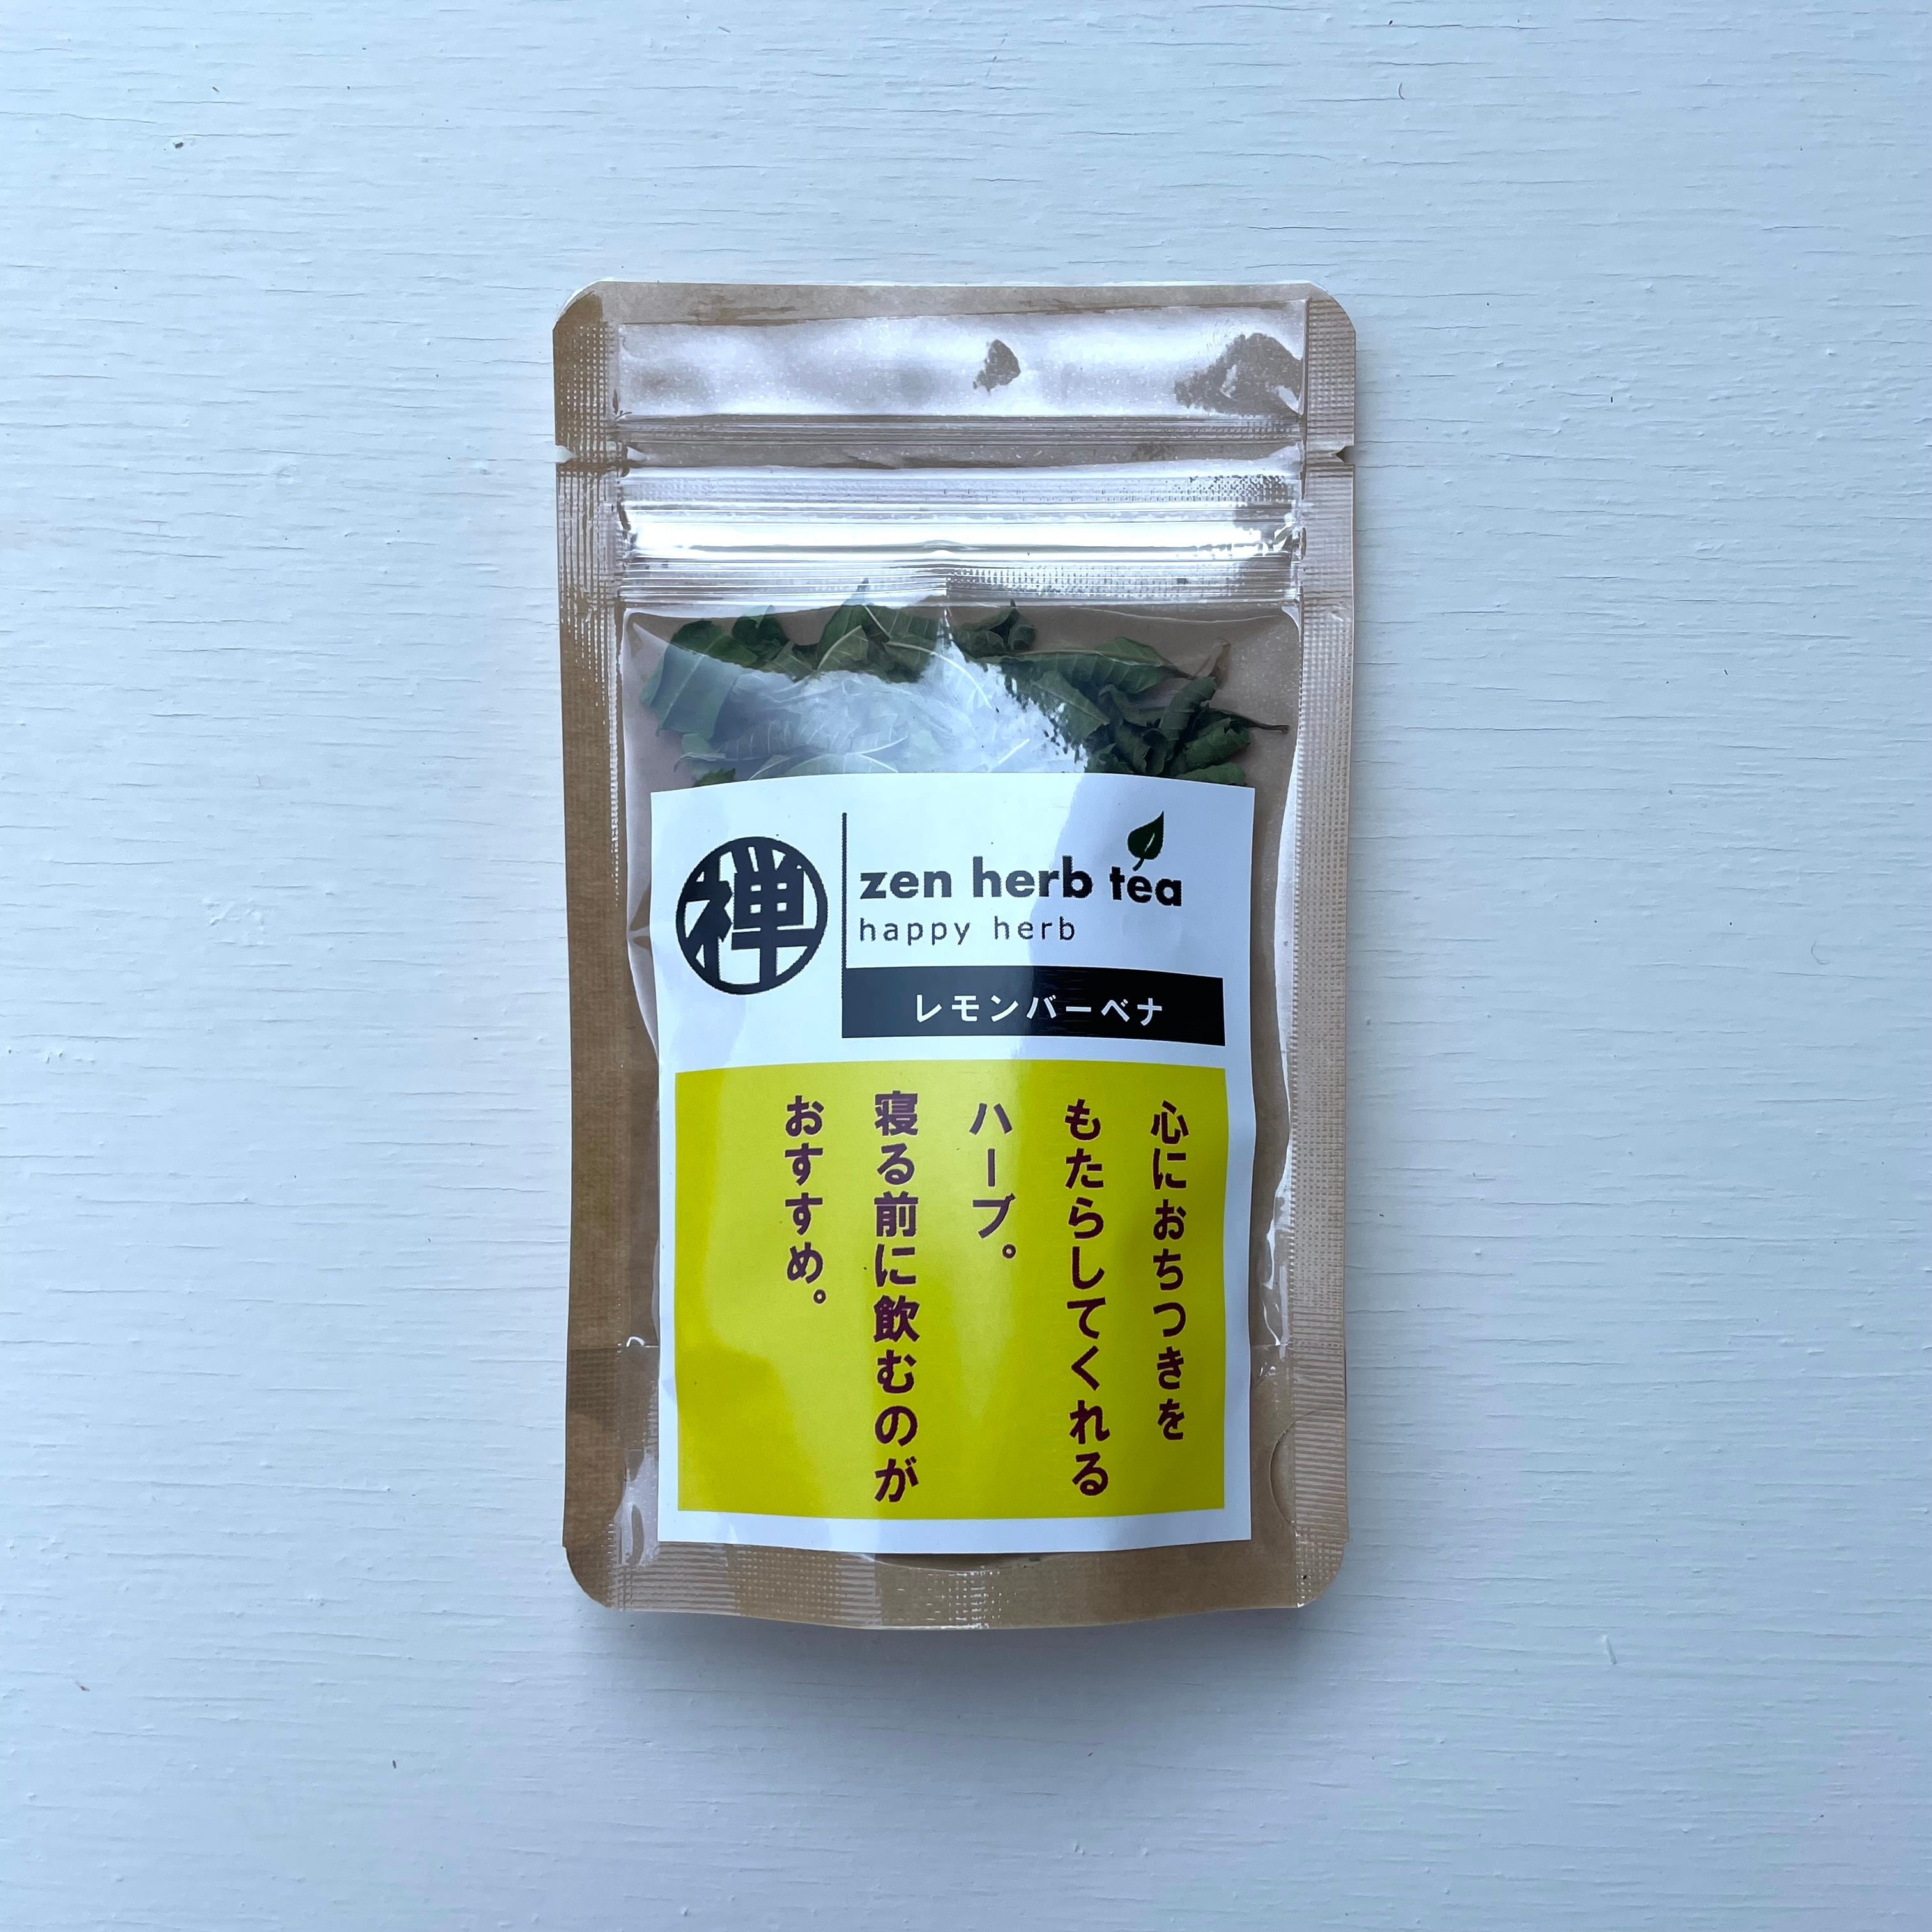 禅
zen herb tea
happy herb
レモンバーベナ
心におちつきを
もたらしてくれる
ハーブ。
寝る前に飲むのが
おすすめ。